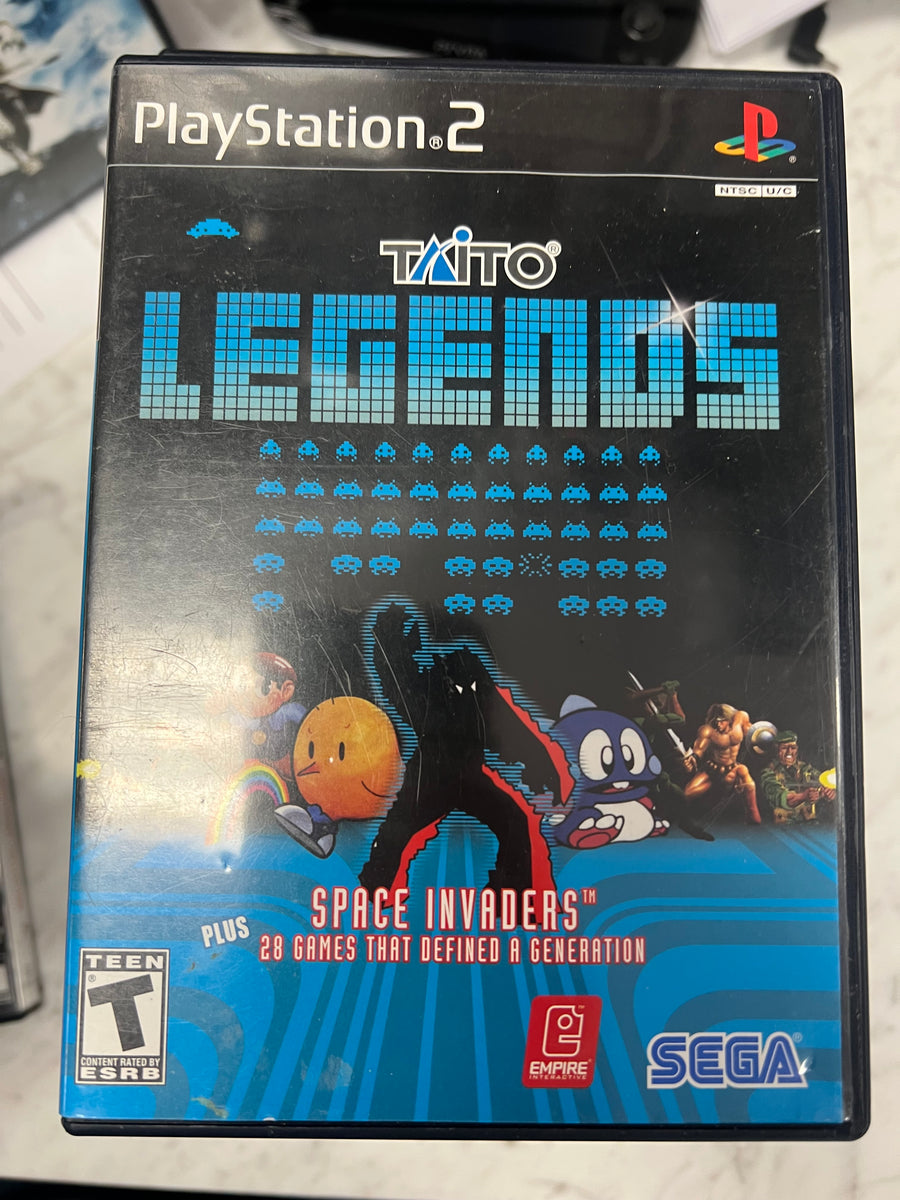 PlayStation®2
®
NTSC U/C
TAiTO®
LEGENDS
SPACE INVADERS™
PLUS 28 GAMES THAT DEFINED A GENERATION
TEEN
®
T
CONTENT RATED BY
ESRB
e
EMPIRE®
INTERACTIVE
SEGA®